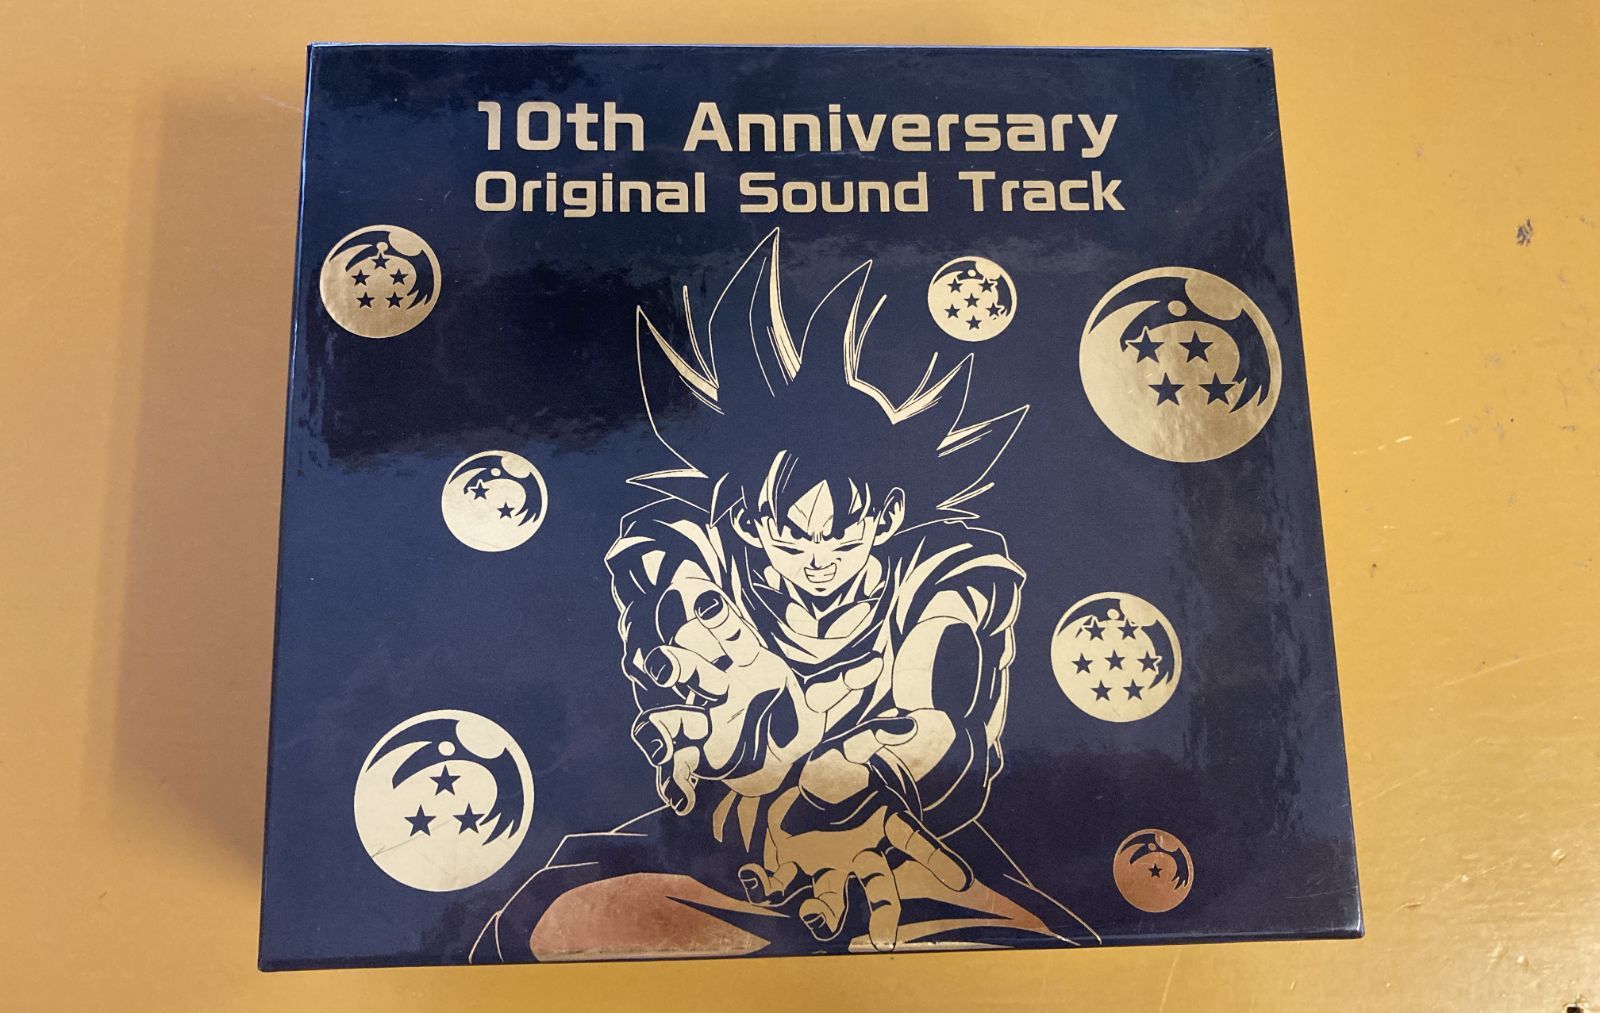 10th Anniversary
Original Sound Track